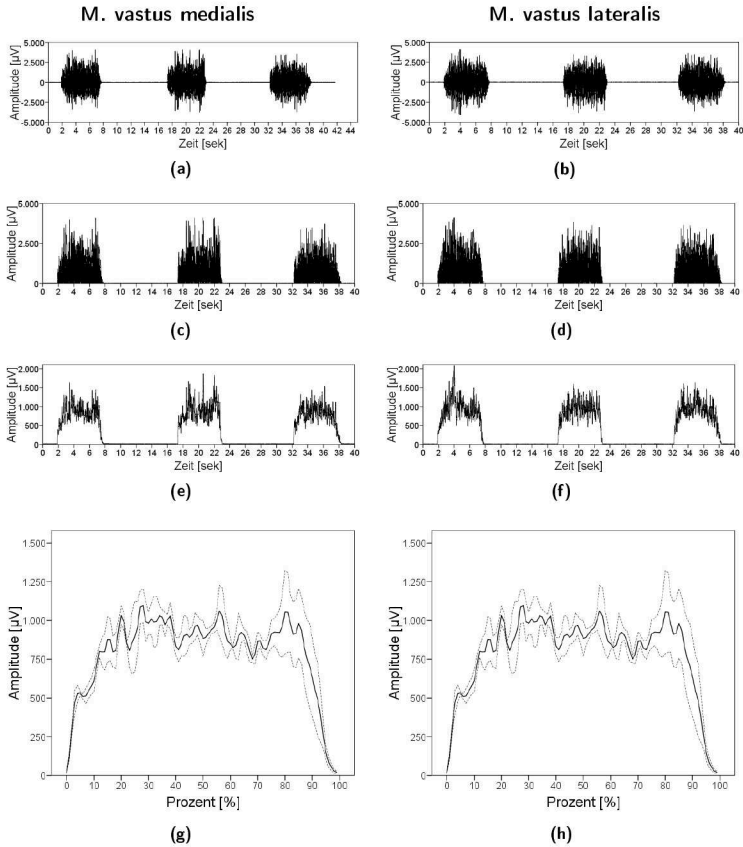 M. vastus medialis
M. vastus lateralis
Amplitude [µV]
5.000
2.500
0
-2.500
-5.000
0 2 4 6 8 10 12 14 16 18 20 22 24 26 28 30 32 34 36 38 40 42 44
Zeit [sek]
(a)
Amplitude [µV]
5.000
2.500
0
-2.500
-5.000
0 2 4 6 8 10 12 14 16 18 20 22 24 26 28 30 32 34 36 38 40
Zeit [sek]
(b)
Amplitude [µV]
5.000
2.500
0
0 2 4 6 8 10 12 14 16 18 20 22 24 26 28 30 32 34 36 38 40
Zeit [sek]
(c)
Amplitude [µV]
5.000
2.500
0
0 2 4 6 8 10 12 14 16 18 20 22 24 26 28 30 32 34 36 38 40
Zeit [sek]
(d)
Amplitude [µV]
2.000
1.500
1.000
500
0
0 2 4 6 8 10 12 14 16 18 20 22 24 26 28 30 32 34 36 38 40
Zeit [sek]
(e)
Amplitude [µV]
2.000
1.500
1.000
500
0
0 2 4 6 8 10 12 14 16 18 20 22 24 26 28 30 32 34 36 38 40
Zeit [sek]
(f)
Amplitude [µV]
1.500
1.250
1.000
750
500
250
0
0 10 20 30 40 50 60 70 80 90 100
Prozent [%]
(g)
Amplitude [µV]
1.500
1.250
1.000
750
500
250
0
0 10 20 30 40 50 60 70 80 90 100
Prozent [%]
(h)